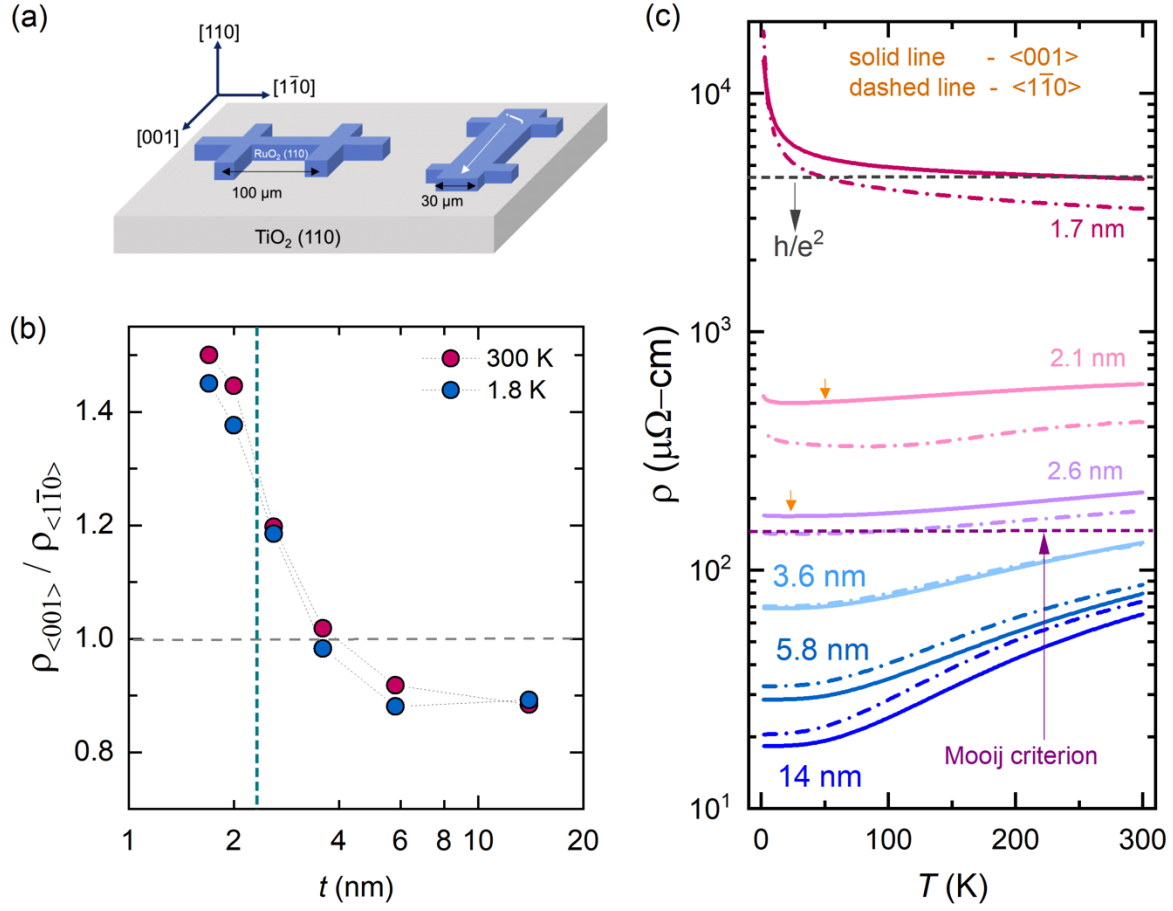 (a)
[110]
[11̅0]
[001]
RuO₂ (110)
100 µm
j
30 µm
TiO₂ (110)
(b)
ρ<001> / ρ<11̅0>
1.4
1.2
1.0
0.8
300 K
1.8 K
1 2 4 6 8 10 20
t (nm)
(c)
ρ (µΩ−cm)
10⁴
10³
10²
10¹
solid line - <001>
dashed line - <11̅0>
1.7 nm
h/e²
2.1 nm
2.6 nm
3.6 nm
5.8 nm
Mooij criterion
14 nm
0 100 200 300
T (K)